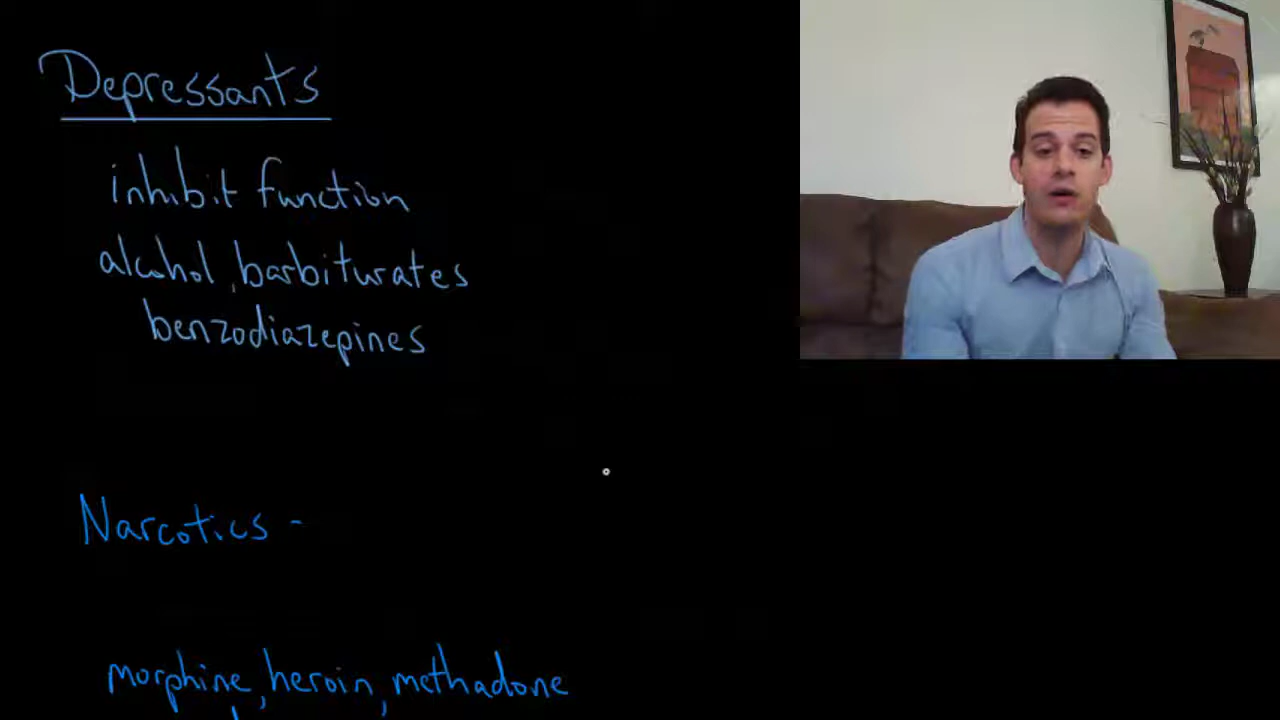 Depressants
inhibit function
alcohol, barbiturates
benzodiazepines
Narcotics -
morphine, heroin, methadone